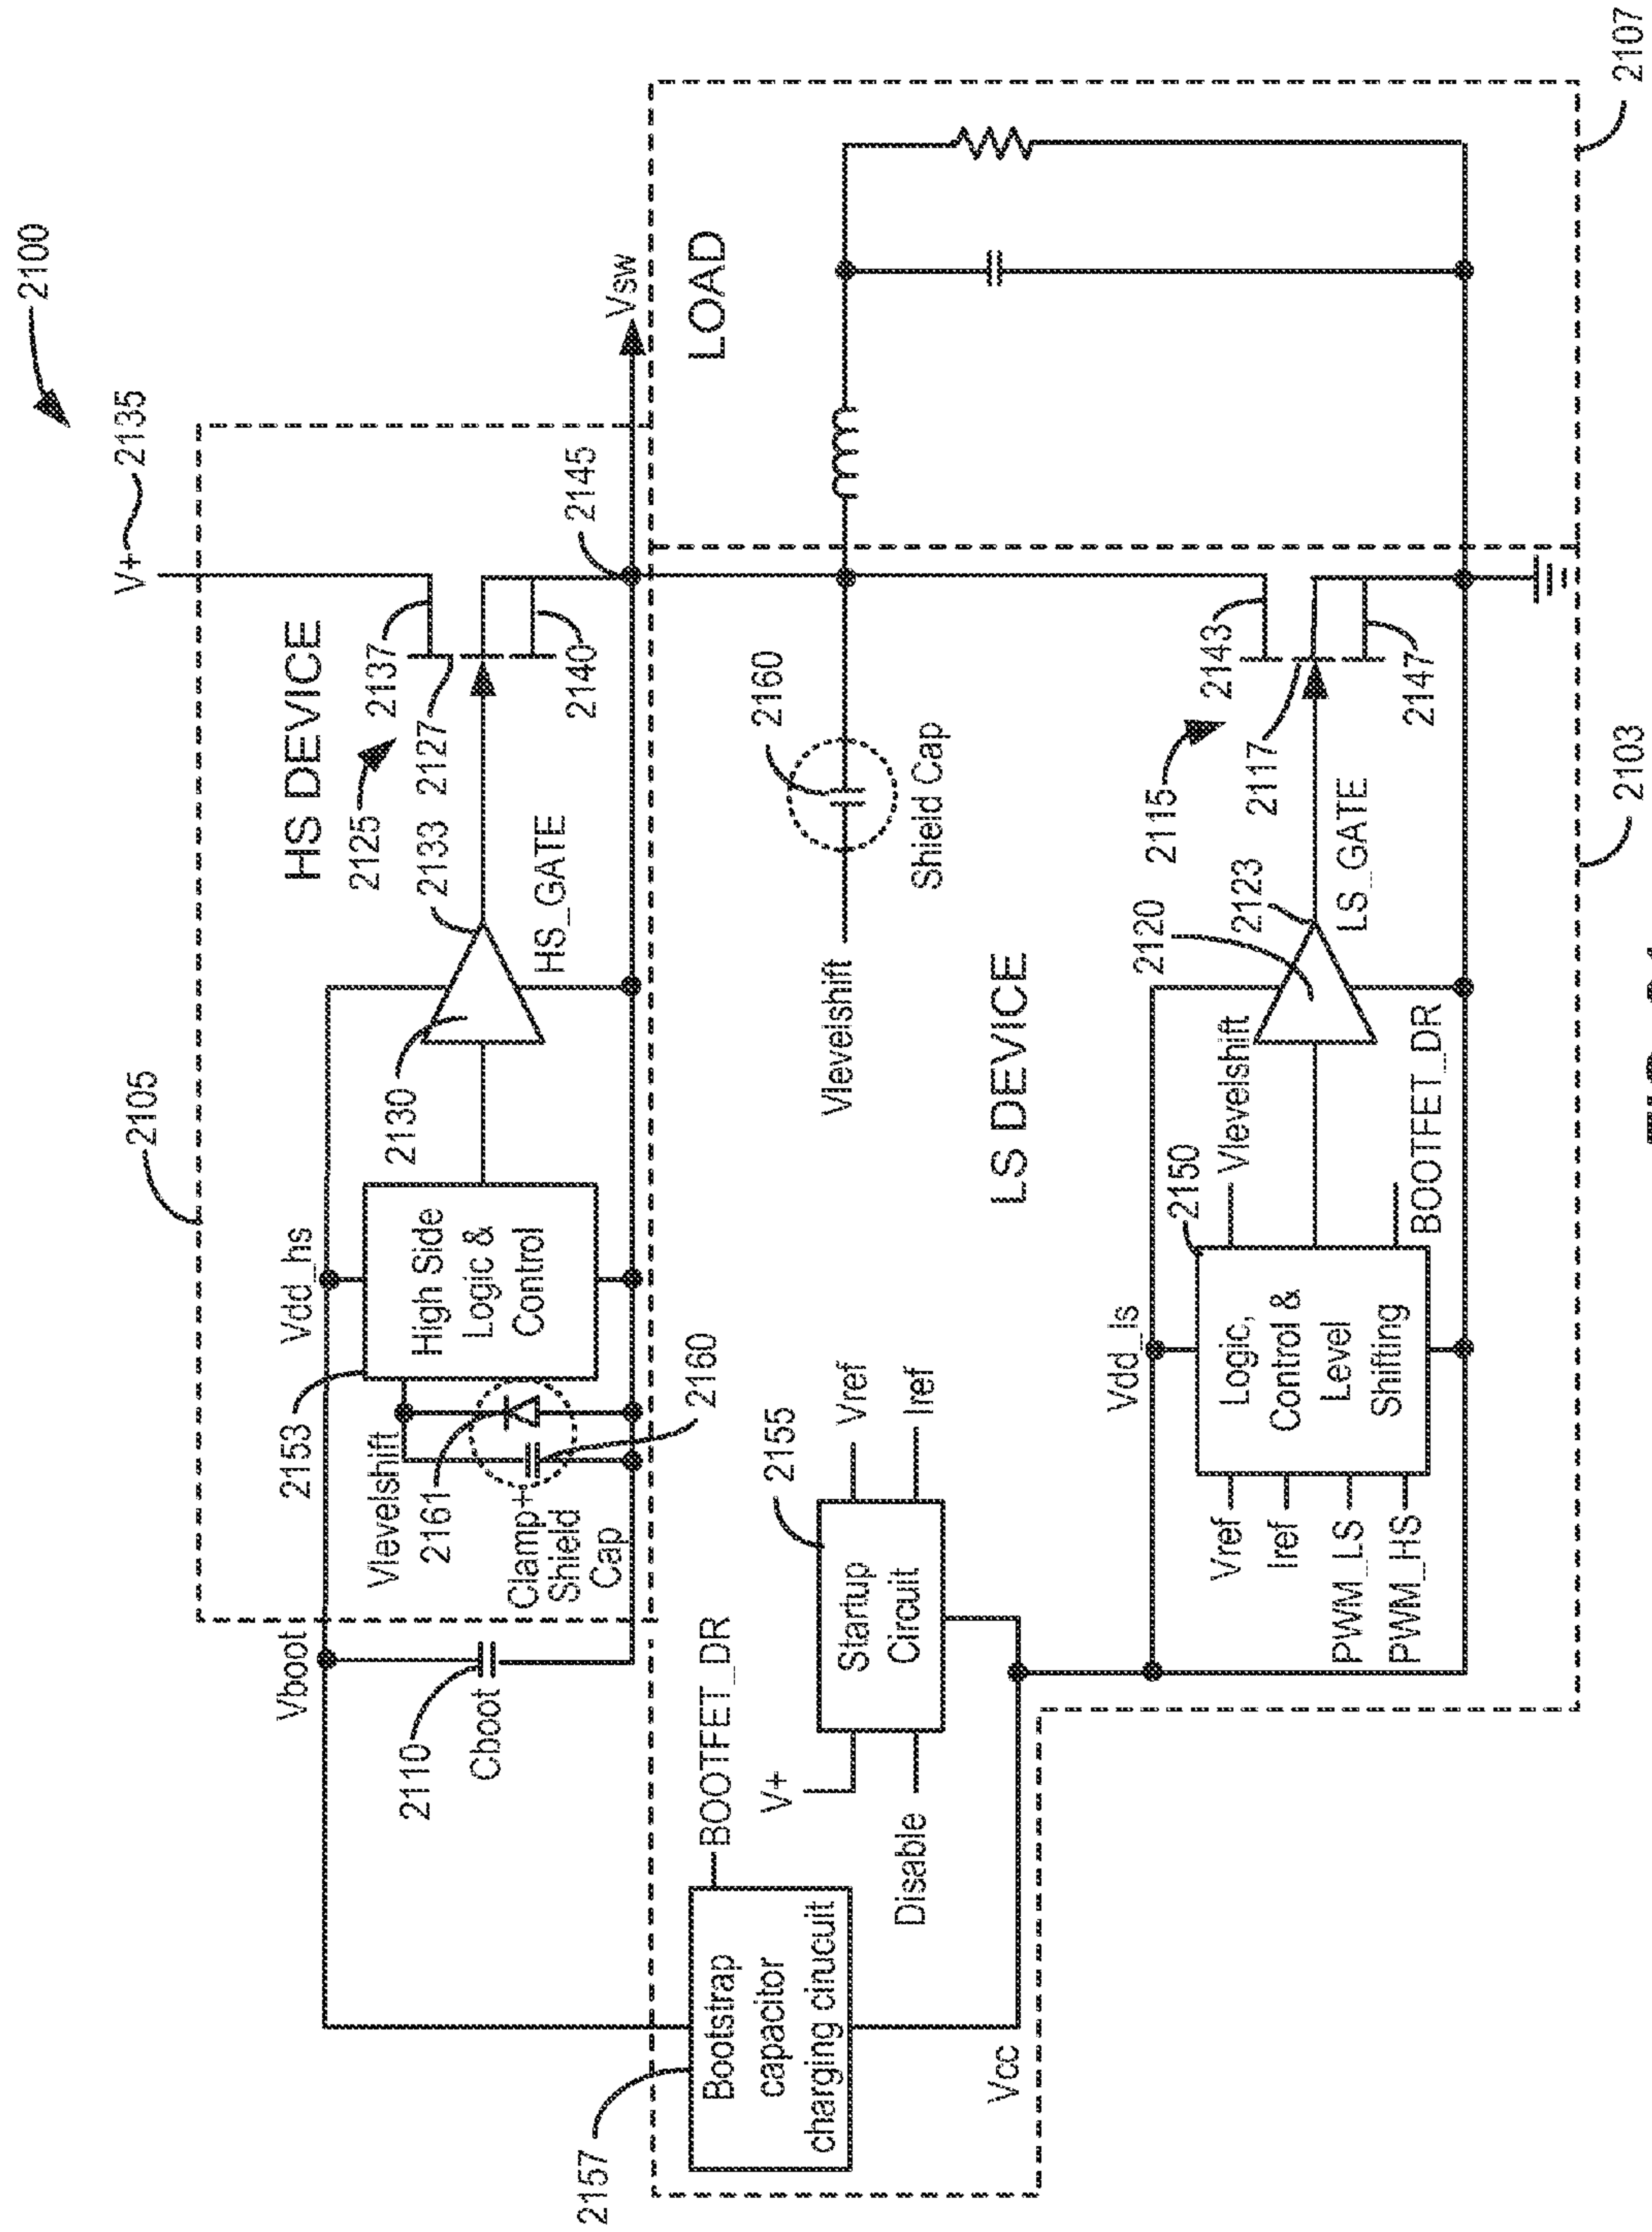 2100
V+
2135
2105
HS DEVICE
2125
2137
2127
2133
2130
HS_GATE
2140
2145
Vsw
Vdd_hs
2153
High Side
Logic &
Control
Vlevelshift
2161
Clamp+
Shield
Cap
2160
Vboot
2110
Cboot
2157
Bootstrap
capacitor
charging cirucuit
BOOTFET_DR
Vcc
V+
Disable
Startup
Circuit
2155
Vref
Iref
Vlevelshift
2160
Shield Cap
LOAD
LS DEVICE
2115
2143
2117
2147
2120
2123
LS_GATE
Vdd_ls
2150
Logic,
Control &
Level
Shifting
Vlevelshift
BOOTFET_DR
Vref
Iref
PWM_LS
PWM_HS
2103
2107